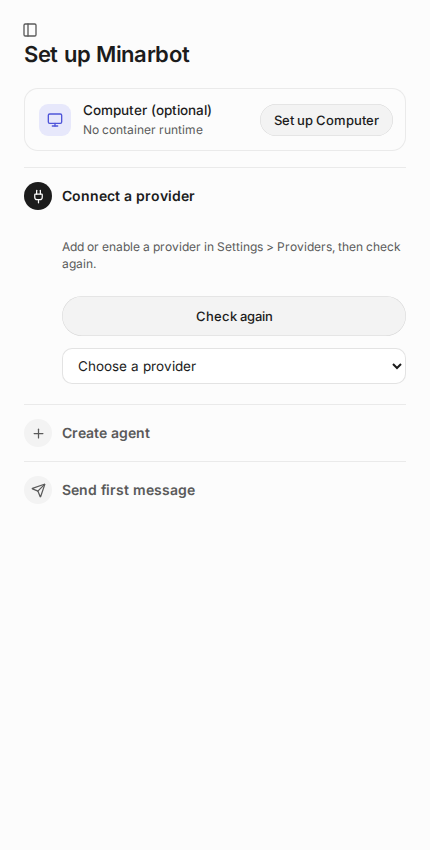 Set up Minarbot
Computer (optional)
No container runtime
Set up Computer
Connect a provider
Add or enable a provider in Settings > Providers, then check
again.
Check again
Choose a provider
Create agent
Send first message